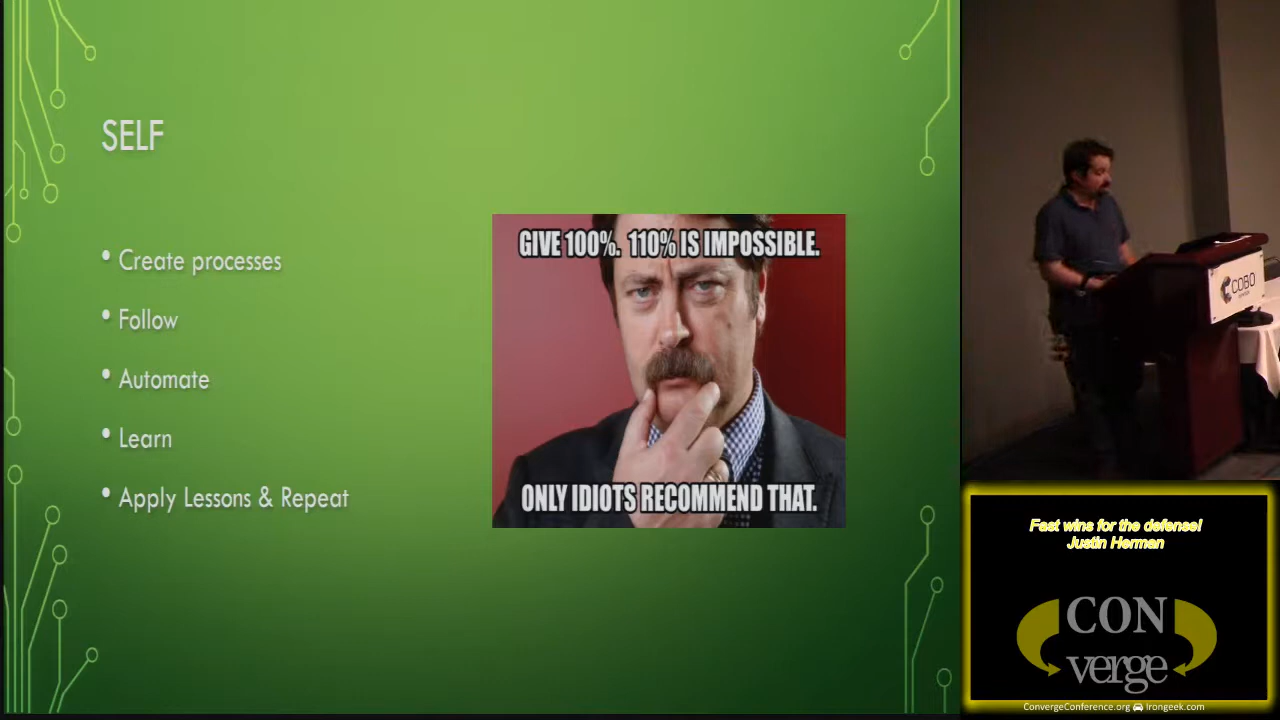 SELF
• Create processes
• Follow
• Automate
• Learn
• Apply Lessons & Repeat
GIVE 100%. 110% IS IMPOSSIBLE.
ONLY IDIOTS RECOMMEND THAT.
COBO
Fast wins for the defense!
Justin Herman
CON
verge
ConvergeConference.org Irongeek.com